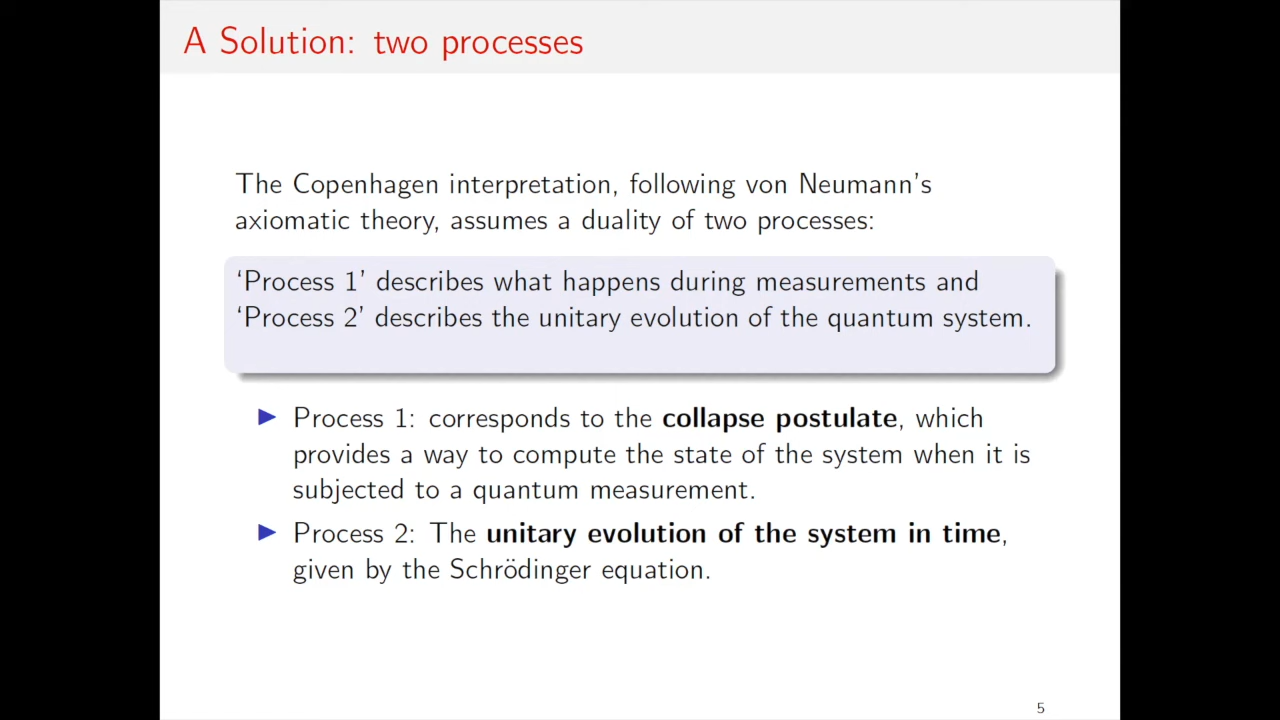 A Solution: two processes
The Copenhagen interpretation, following von Neumann's
axiomatic theory, assumes a duality of two processes:
‘Process 1’ describes what happens during measurements and
‘Process 2’ describes the unitary evolution of the quantum system.
▶ Process 1: corresponds to the collapse postulate, which
provides a way to compute the state of the system when it is
subjected to a quantum measurement.
▶ Process 2: The unitary evolution of the system in time,
given by the Schrödinger equation.
5